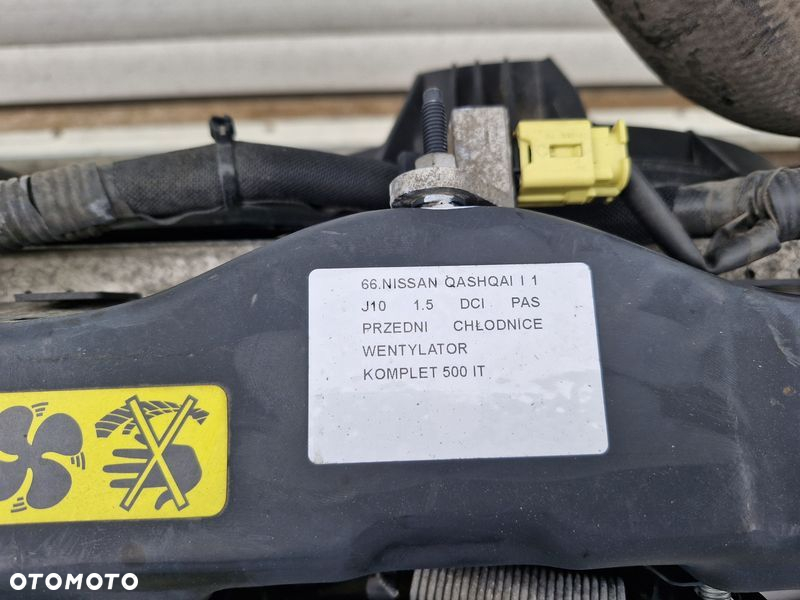 66.NISSAN QASHQAI I 1
J10 1.5 DCI PAS
PRZEDNI CHŁODNICE
WENTYLATOR
KOMPLET 500 IT
OTOMOTO